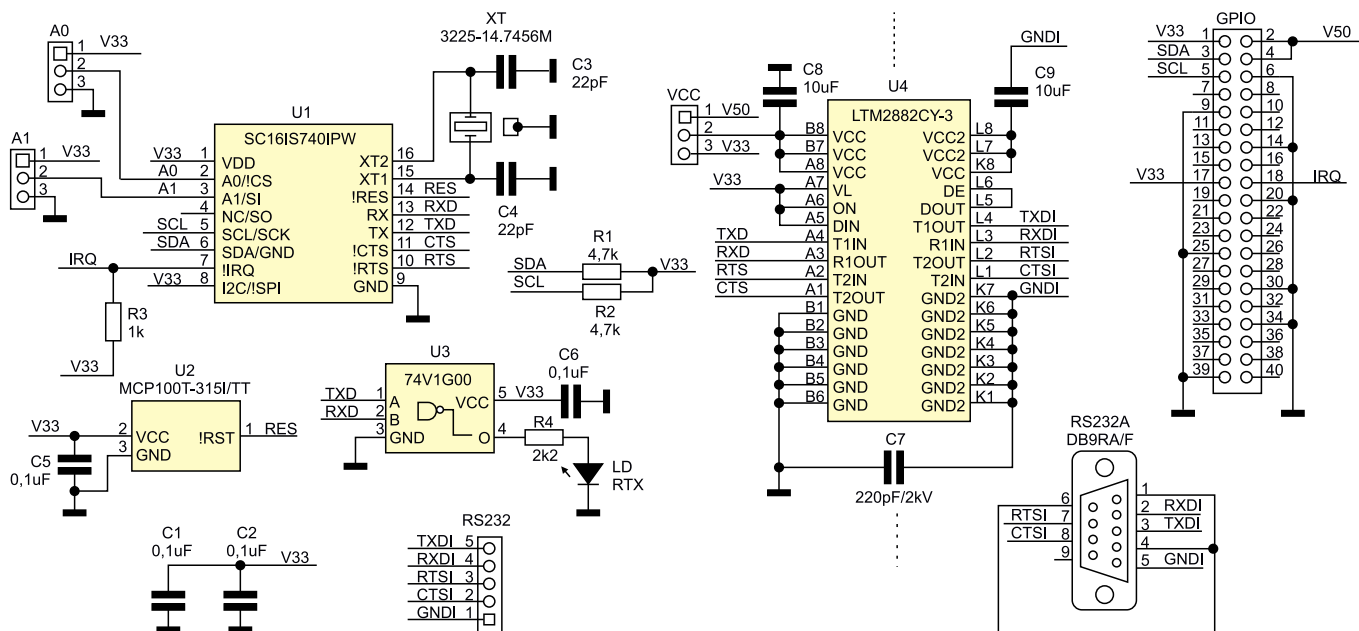 A0
1
V33
2
3
A1
1
V33
2
3
U1
SC16IS740IPW
V33 1 VDD
A0 2 A0/!CS
A1 3 A1/SI
4 NC/SO
SCL 5 SCL/SCK
SDA 6 SDA/GND
IRQ 7 !IRQ
V33 8 I2C/!SPI
XT2 16
XT1 15
!RES 14 RES
RX 13 RXD
TX 12 TXD
!CTS 11 CTS
!RTS 10 RTS
GND 9
XT
3225-14.7456M
C3
22pF
C4
22pF
R3
1k
V33
R1
4,7k
SDA
SCL
V33
R2
4,7k
U2
MCP100T-315I/TT
V33 2 VCC
3 GND
!RST 1 RES
C5
0,1uF
U3
74V1G00
TXD 1 A
RXD 2 B
3 GND
VCC 5 V33
O 4
C6
0,1uF
R4
2k2
LD
RTX
C1
0,1uF
C2
0,1uF
V33
RS232
TXDI 5
RXDI 4
RTSI 3
CTSI 2
GNDI 1
VCC
1 V50
2
3 V33
C8
10uF
U4
LTM2882CY-3
GNDI
C9
10uF
B8 VCC VCC2 L8
B7 VCC VCC2 L7
A8 VCC VCC K8
V33 A7 VL DE L6
A6 ON DOUT L5
A5 DIN T1OUT L4 TXDI
TXD A4 T1IN R1IN L3 RXDI
RXD A3 R1OUT T2OUT L2 RTSI
RTS A2 T2IN T2IN L1 CTSI
CTS A1 T2OUT GND2 K7 GNDI
B1 GND GND2 K6
B2 GND GND2 K5
B3 GND GND2 K4
B4 GND GND2 K3
B5 GND GND2 K2
B6 GND GND2 K1
C7
220pF/2kV
GPIO
V33 1 2 V50
SDA 3 4
SCL 5 6
7 8
9 10
11 12
13 14
15 16
V33 17 18 IRQ
19 20
21 22
23 24
25 26
27 28
29 30
31 32
33 34
35 36
37 38
39 40
RS232A
DB9RA/F
6
RTSI 7
CTSI 8
9
1
2 RXDI
3 TXDI
4
5 GNDI